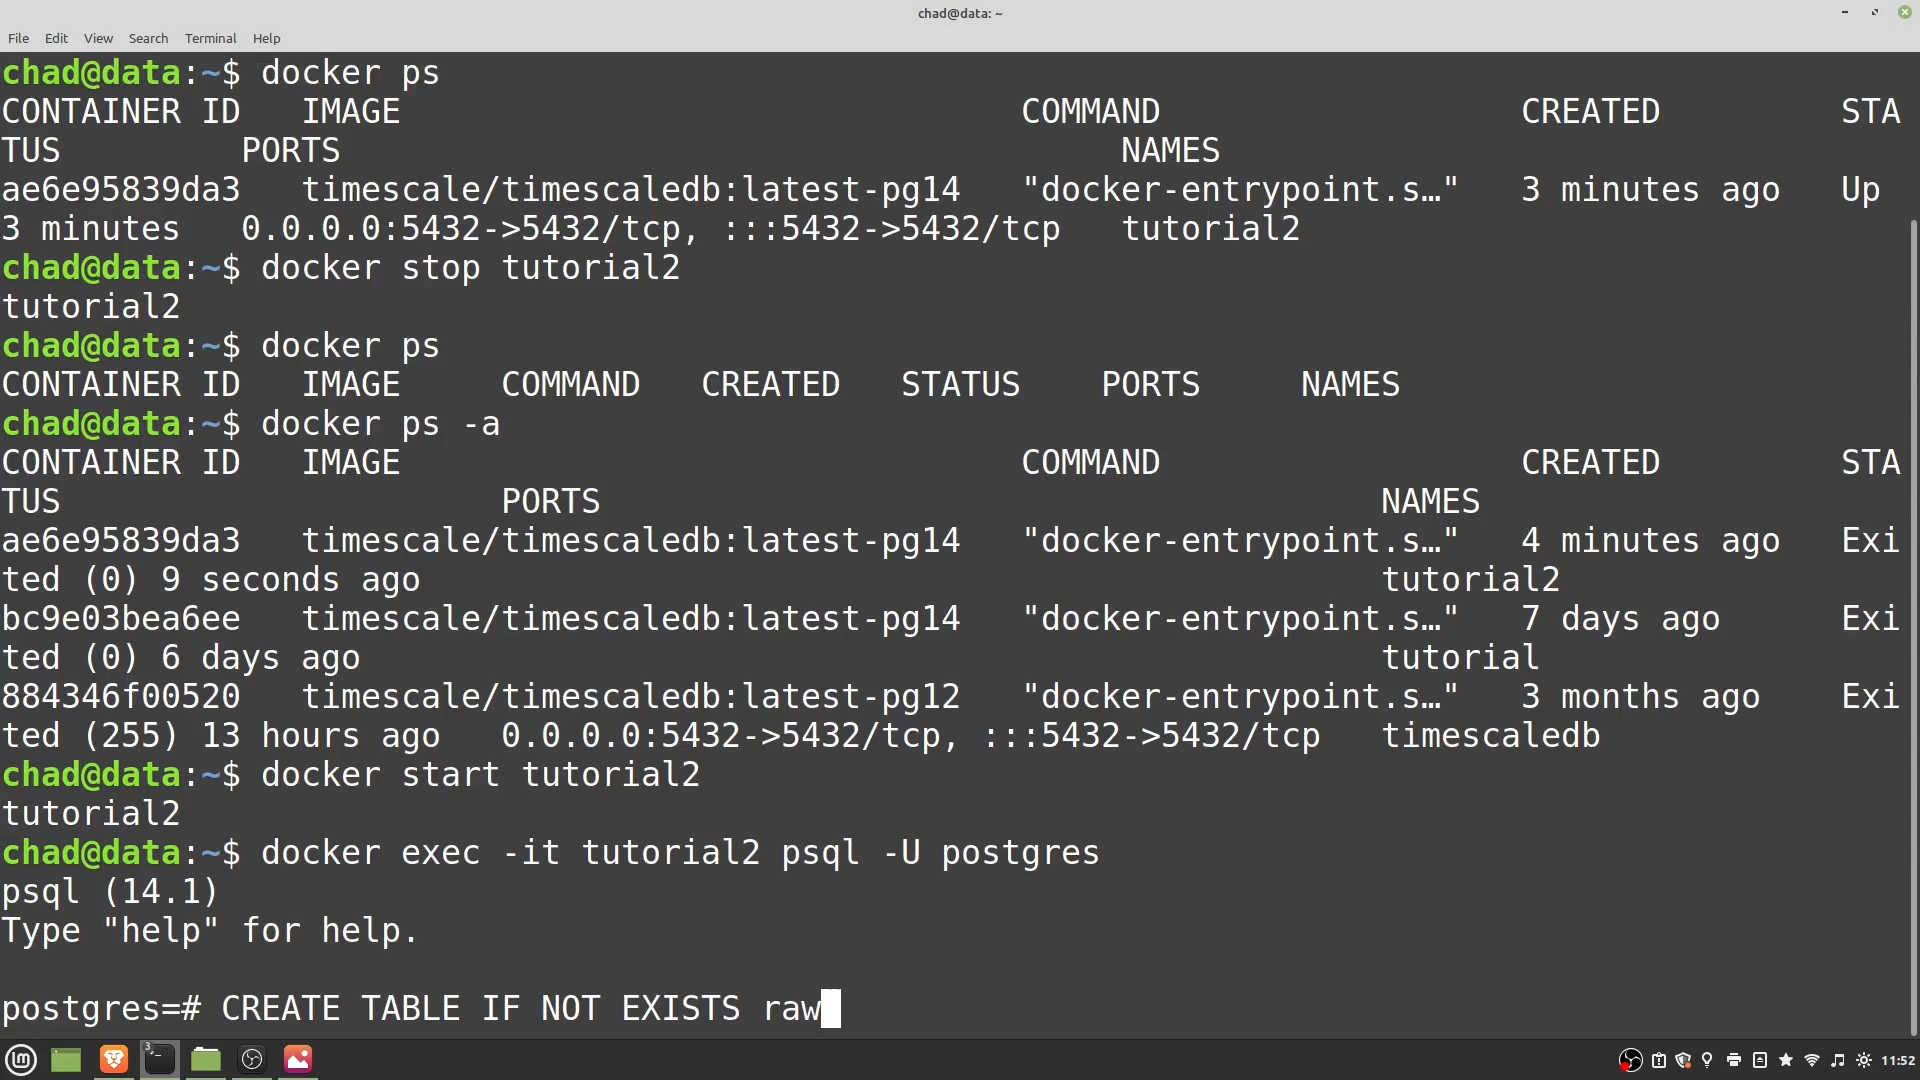 chad@data: ~
File Edit View Search Terminal Help
chad@data:~$ docker ps
CONTAINER ID   IMAGE                               COMMAND                  CREATED         STA
TUS         PORTS                                       NAMES
ae6e95839da3   timescale/timescaledb:latest-pg14   "docker-entrypoint.s…"   3 minutes ago   Up
3 minutes   0.0.0.0:5432->5432/tcp, :::5432->5432/tcp   tutorial2
chad@data:~$ docker stop tutorial2
tutorial2
chad@data:~$ docker ps
CONTAINER ID   IMAGE     COMMAND   CREATED   STATUS    PORTS     NAMES
chad@data:~$ docker ps -a
CONTAINER ID   IMAGE                               COMMAND                  CREATED         STA
TUS                      PORTS                                       NAMES
ae6e95839da3   timescale/timescaledb:latest-pg14   "docker-entrypoint.s…"   4 minutes ago   Exi
ted (0) 9 seconds ago                                                tutorial2
bc9e03bea6ee   timescale/timescaledb:latest-pg14   "docker-entrypoint.s…"   7 days ago      Exi
ted (0) 6 days ago                                                   tutorial
884346f00520   timescale/timescaledb:latest-pg12   "docker-entrypoint.s…"   3 months ago    Exi
ted (255) 13 hours ago   0.0.0.0:5432->5432/tcp, :::5432->5432/tcp   timescaledb
chad@data:~$ docker start tutorial2
tutorial2
chad@data:~$ docker exec -it tutorial2 psql -U postgres
psql (14.1)
Type "help" for help.
postgres=# CREATE TABLE IF NOT EXISTS raw
3
11:52